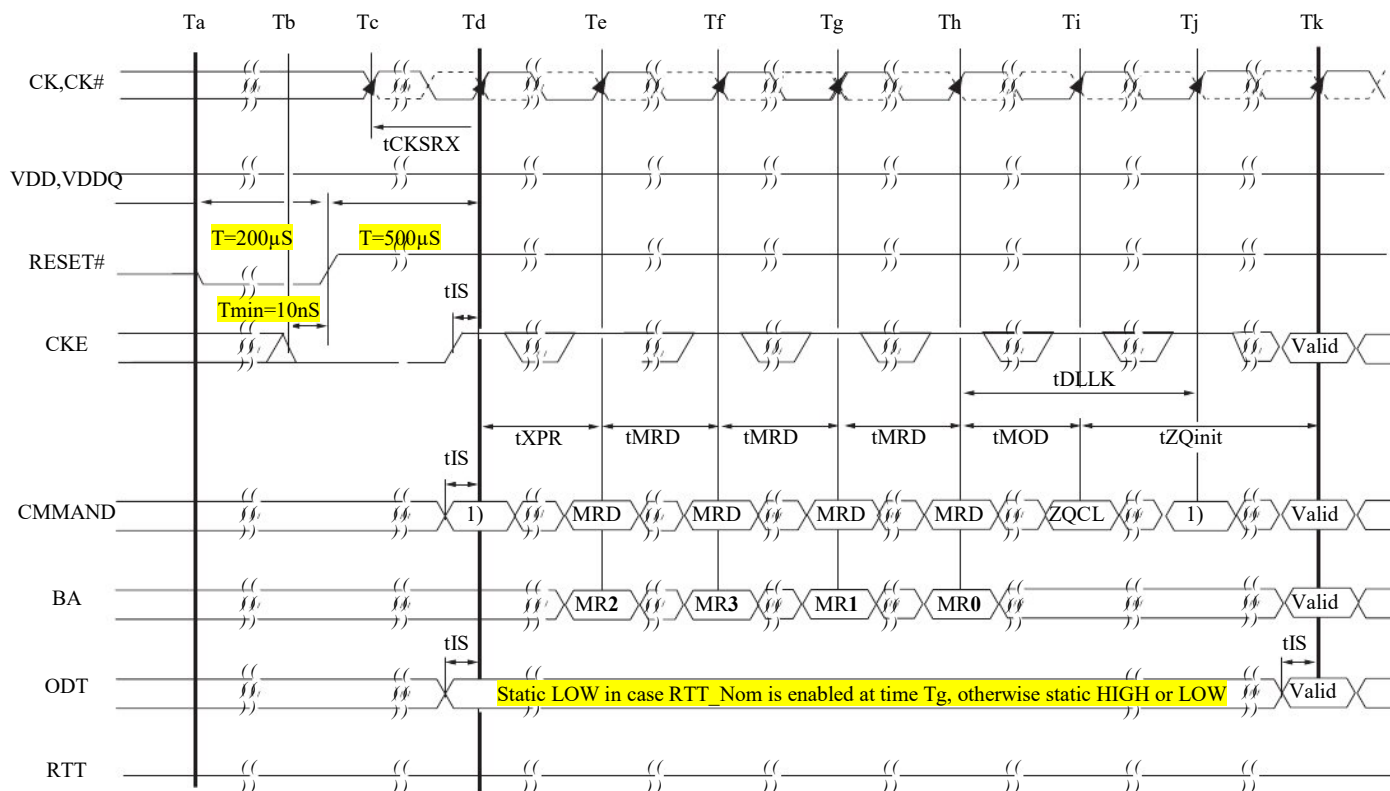 Ta Tb Tc Td Te Tf Tg Th Ti Tj Tk
CK,CK#
tCKSRX
VDD,VDDQ
T=200µS T=500µS
RESET#
Tmin=10nS tIS
CKE Valid
tDLLK
tXPR tMRD tMRD tMRD tMOD tZQinit
tIS
CMMAND 1) MRD MRD MRD MRD ZQCL 1) Valid
BA MR2 MR3 MR1 MR0 Valid
tIS tIS
ODT Static LOW in case RTT_Nom is enabled at time Tg, otherwise static HIGH or LOW Valid
RTT